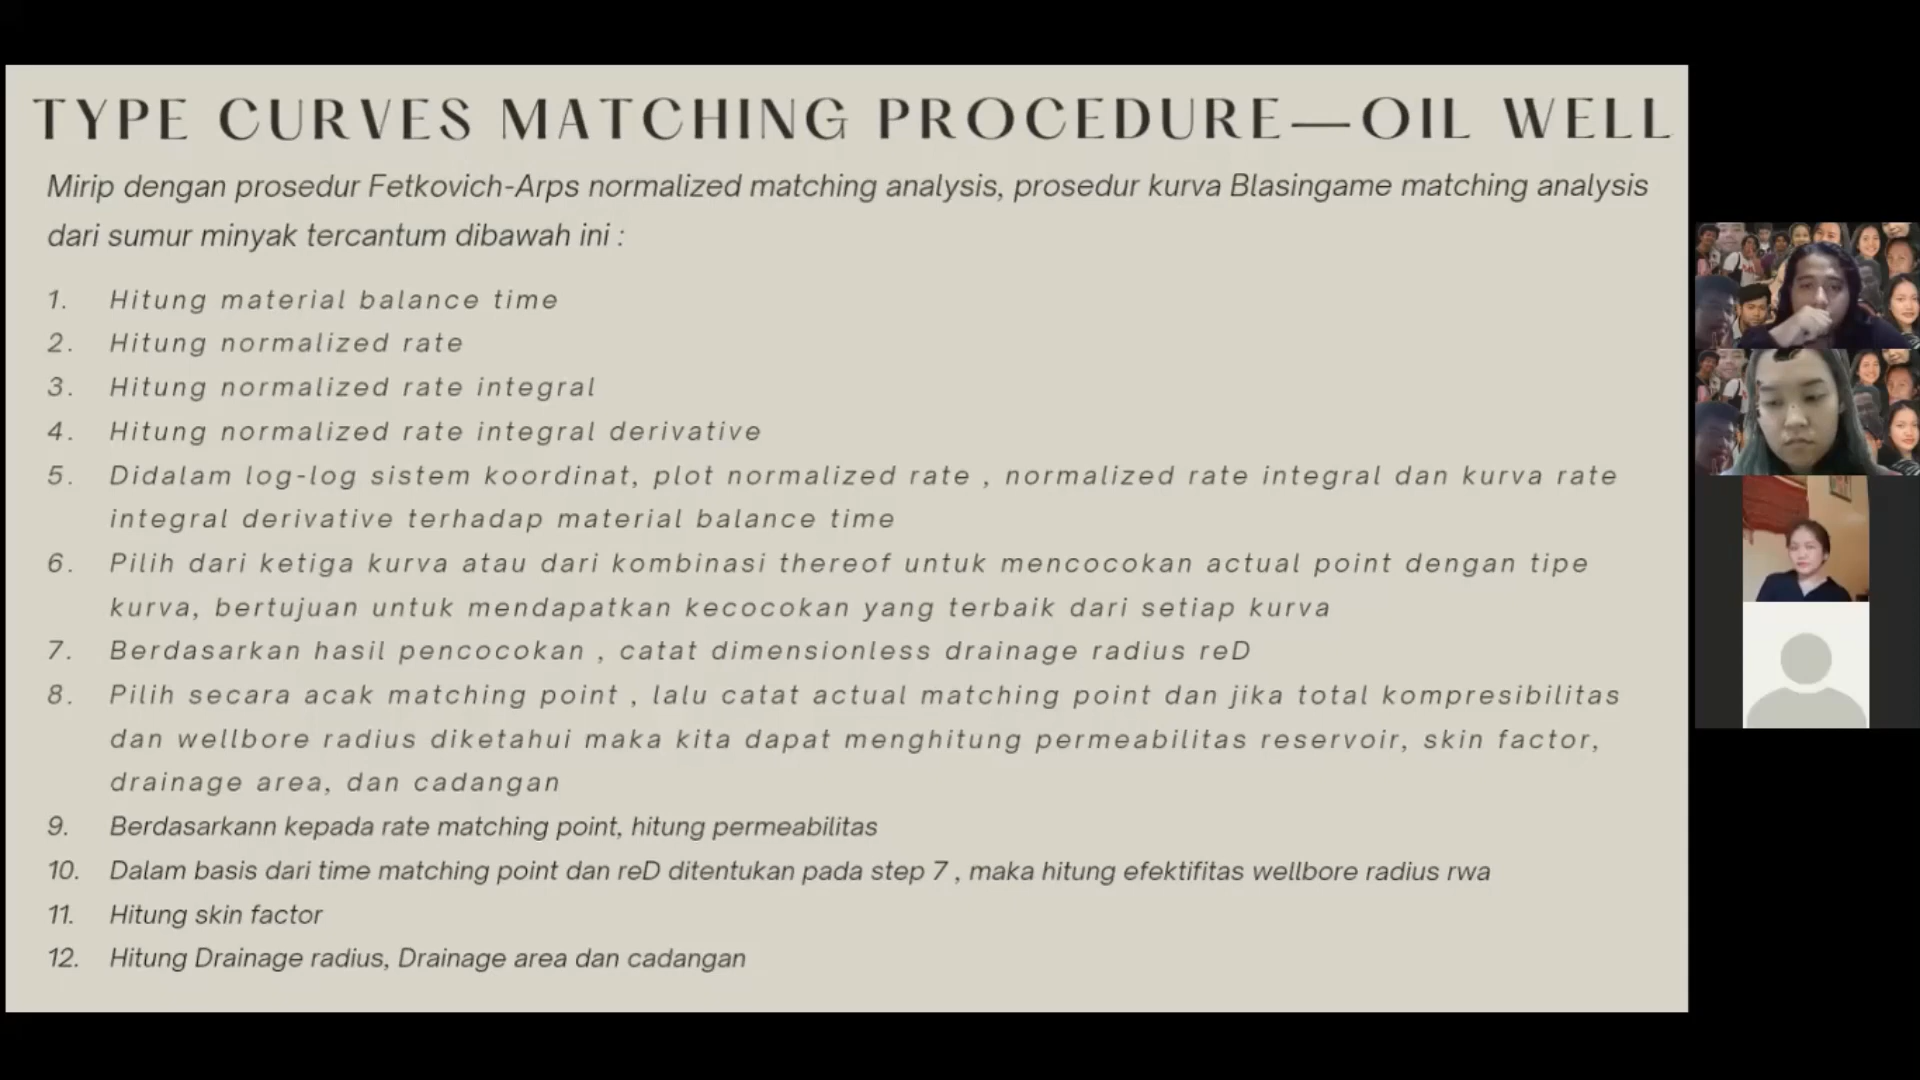 TYPE CURVES MATCHING PROCEDURE—OIL WELL
Mirip dengan prosedur Fetkovich-Arps normalized matching analysis, prosedur kurva Blasingame matching analysis
dari sumur minyak tercantum dibawah ini :
1. Hitung material balance time
2. Hitung normalized rate
3. Hitung normalized rate integral
4. Hitung normalized rate integral derivative
5. Didalam log-log sistem koordinat, plot normalized rate , normalized rate integral dan kurva rate
integral derivative terhadap material balance time
6. Pilih dari ketiga kurva atau dari kombinasi thereof untuk mencocokan actual point dengan tipe
kurva, bertujuan untuk mendapatkan kecocokan yang terbaik dari setiap kurva
7. Berdasarkan hasil pencocokan , catat dimensionless drainage radius reD
8. Pilih secara acak matching point , lalu catat actual matching point dan jika total kompresibilitas
dan wellbore radius diketahui maka kita dapat menghitung permeabilitas reservoir, skin factor,
drainage area, dan cadangan
9. Berdasarkann kepada rate matching point, hitung permeabilitas
10. Dalam basis dari time matching point dan reD ditentukan pada step 7 , maka hitung efektifitas wellbore radius rwa
11. Hitung skin factor
12. Hitung Drainage radius, Drainage area dan cadangan